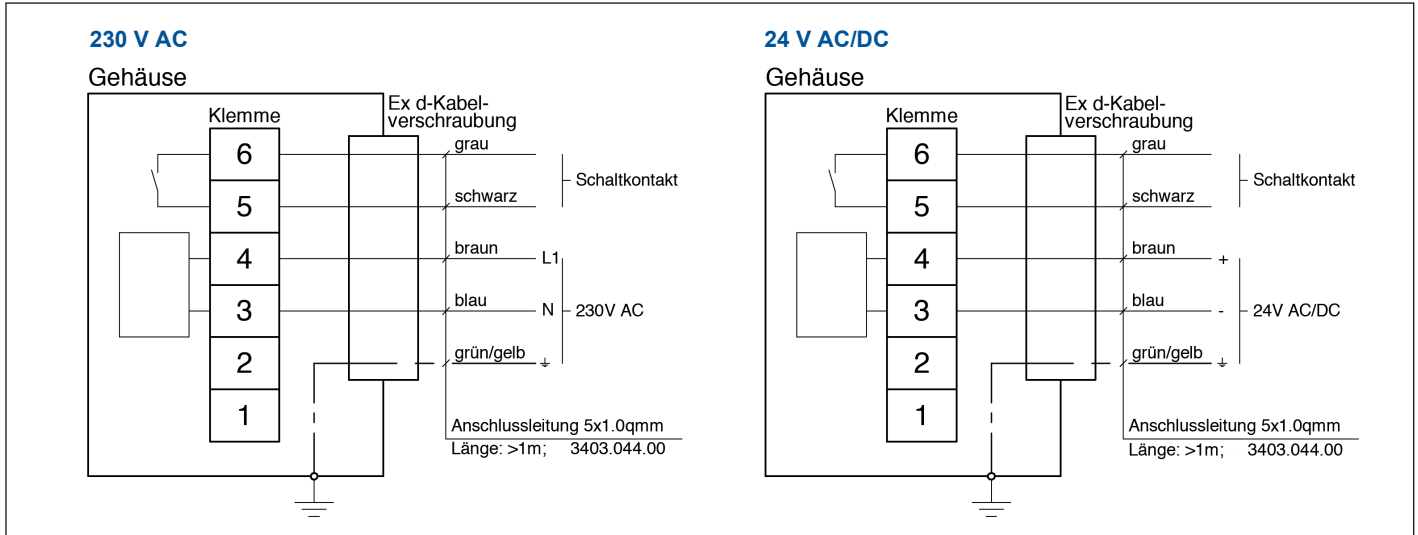 230 V AC
Gehäuse
Klemme
Ex d-Kabel-
verschraubung
6
5
4
3
2
1
grau
schwarz
braun
blau
grün/gelb
Schaltkontakt
L1
N
230V AC
Anschlussleitung 5x1.0qmm
Länge: >1m; 3403.044.00
24 V AC/DC
Gehäuse
Klemme
Ex d-Kabel-
verschraubung
6
5
4
3
2
1
grau
schwarz
braun
blau
grün/gelb
Schaltkontakt
+
-
24V AC/DC
Anschlussleitung 5x1.0qmm
Länge: >1m; 3403.044.00